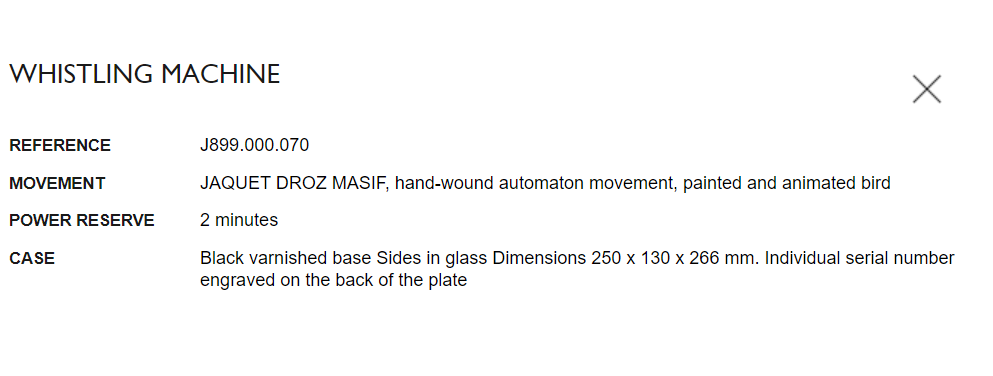 WHISTLING MACHINE
REFERENCE J899.000.070
MOVEMENT JAQUET DROZ MASIF, hand-wound automaton movement, painted and animated bird
POWER RESERVE 2 minutes
CASE Black varnished base Sides in glass Dimensions 250 x 130 x 266 mm. Individual serial number
engraved on the back of the plate